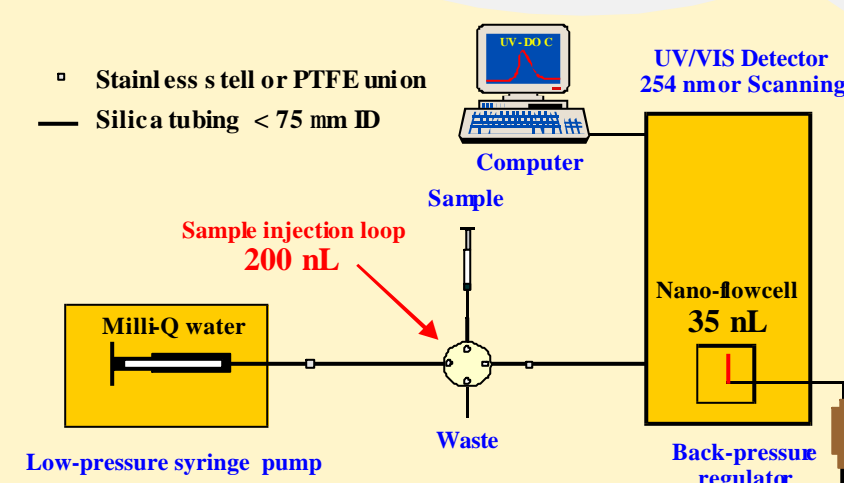 UV-DOC
Stainless stell or PTFE union
Silica tubing < 75 mm ID
UV/VIS Detector
254 nm or Scanning
Computer
Sample
Sample injection loop
200 nL
Milli-Q water
Nano-flowcell
35 nL
Waste
Low-pressure syringe pump
Back-pressure
regulator